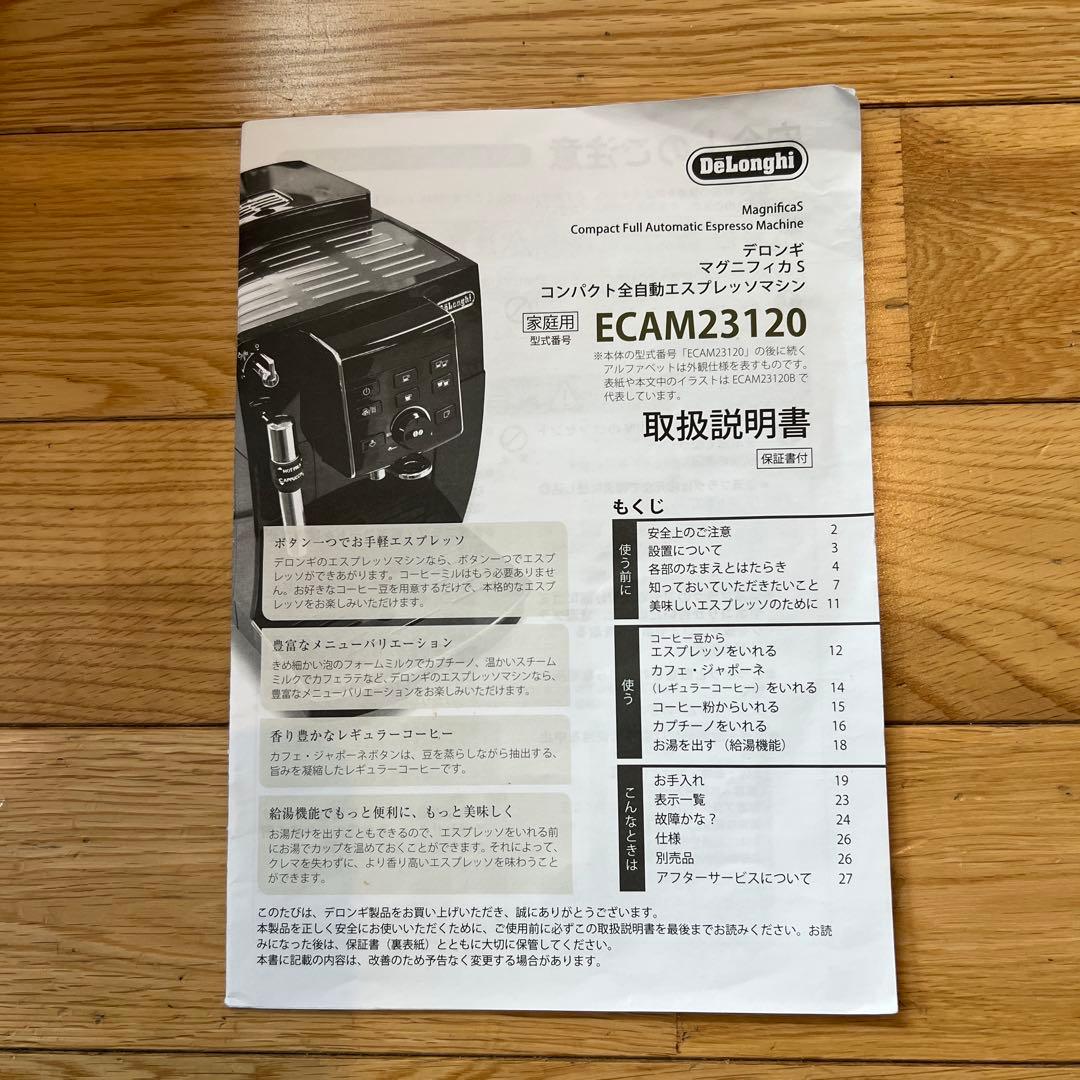 DeLonghi
MagnificaS
Compact Full Automatic Espresso Machine
デロンギ
マグニフィカ S
コンパクト全自動エスプレッソマシン
家庭用
型式番号
ECAM23120
※本体の型式番号「ECAM23120」の後に続く
アルファベットは外観仕様を表すものです。
表紙や本文中のイラストは ECAM23120B で
代表しています。
取扱説明書
保証書付
DeLonghi
CAPPUCCINO
ボタン一つでお手軽エスプレッソ
デロンギのエスプレッソマシンなら、ボタン一つでエスプ
レッソができあがります。コーヒーミルはもう必要ありませ
ん。お好きなコーヒー豆を用意するだけで、本格的なエスプ
レッソをお楽しみいただけます。
豊富なメニューバリエーション
きめ細かい泡のフォームミルクでカプチーノ、温かいスチーム
ミルクでカフェラテなど、デロンギのエスプレッソマシンなら、
豊富なメニューバリエーションをお楽しみいただけます。
香り豊かなレギュラーコーヒー
カフェ・ジャポーネボタンは、豆を蒸らしながら抽出する、
旨みを凝縮したレギュラーコーヒーです。
給湯機能でもっと便利に、もっと美味しく
お湯だけを出すこともできるので、エスプレッソをいれる前
にお湯でカップを温めておくことができます。それによって、
クレマを失わずに、より香り高いエスプレッソを味わうこと
ができます。
もくじ
使う前に
安全上のご注意 2
設置について 3
各部のなまえとはたらき 4
知っておいていただきたいこと 7
美味しいエスプレッソのために 11
使う
コーヒー豆から
エスプレッソをいれる 12
カフェ・ジャポーネ
（レギュラーコーヒー）をいれる 14
コーヒー粉からいれる 15
カプチーノをいれる 16
お湯を出す（給湯機能） 18
こんなときは
お手入れ 19
表示一覧 23
故障かな？ 24
仕様 26
別売品 26
アフターサービスについて 27
このたびは、デロンギ製品をお買い上げいただき、誠にありがとうございます。
本製品を正しく安全にお使いいただくために、ご使用前に必ずこの取扱説明書を最後までお読みください。お読
みになった後は、保証書（裏表紙）とともに大切に保管してください。
本書に記載の内容は、改善のため予告なく変更する場合があります。